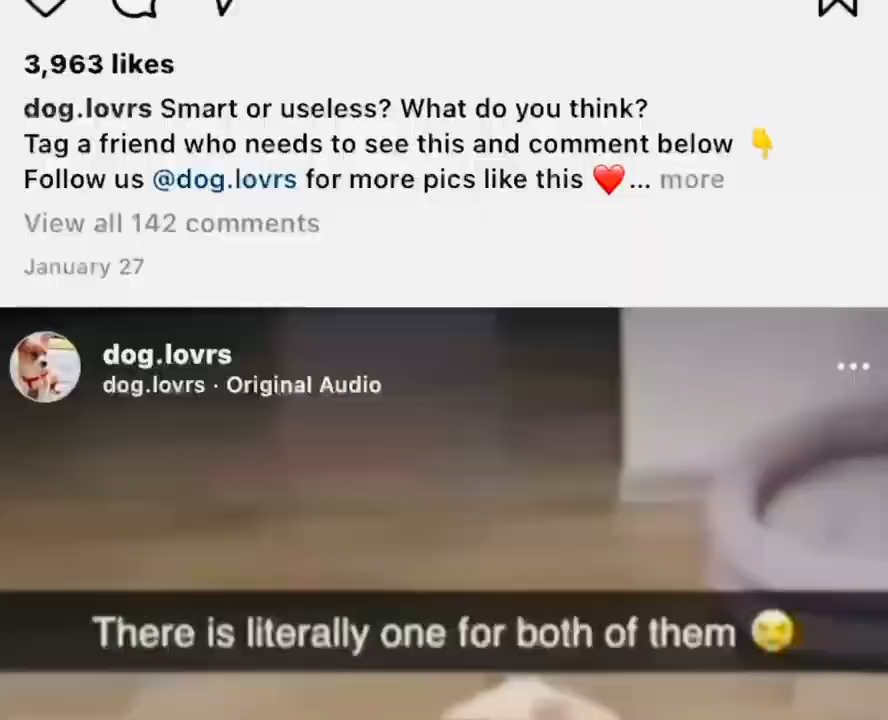 3,963 likes
dog.lovrs Smart or useless? What do you think?
Tag a friend who needs to see this and comment below 👇
Follow us @dog.lovrs for more pics like this ❤️... more
View all 142 comments
January 27
dog.lovrs
dog.lovrs · Original Audio
There is literally one for both of them